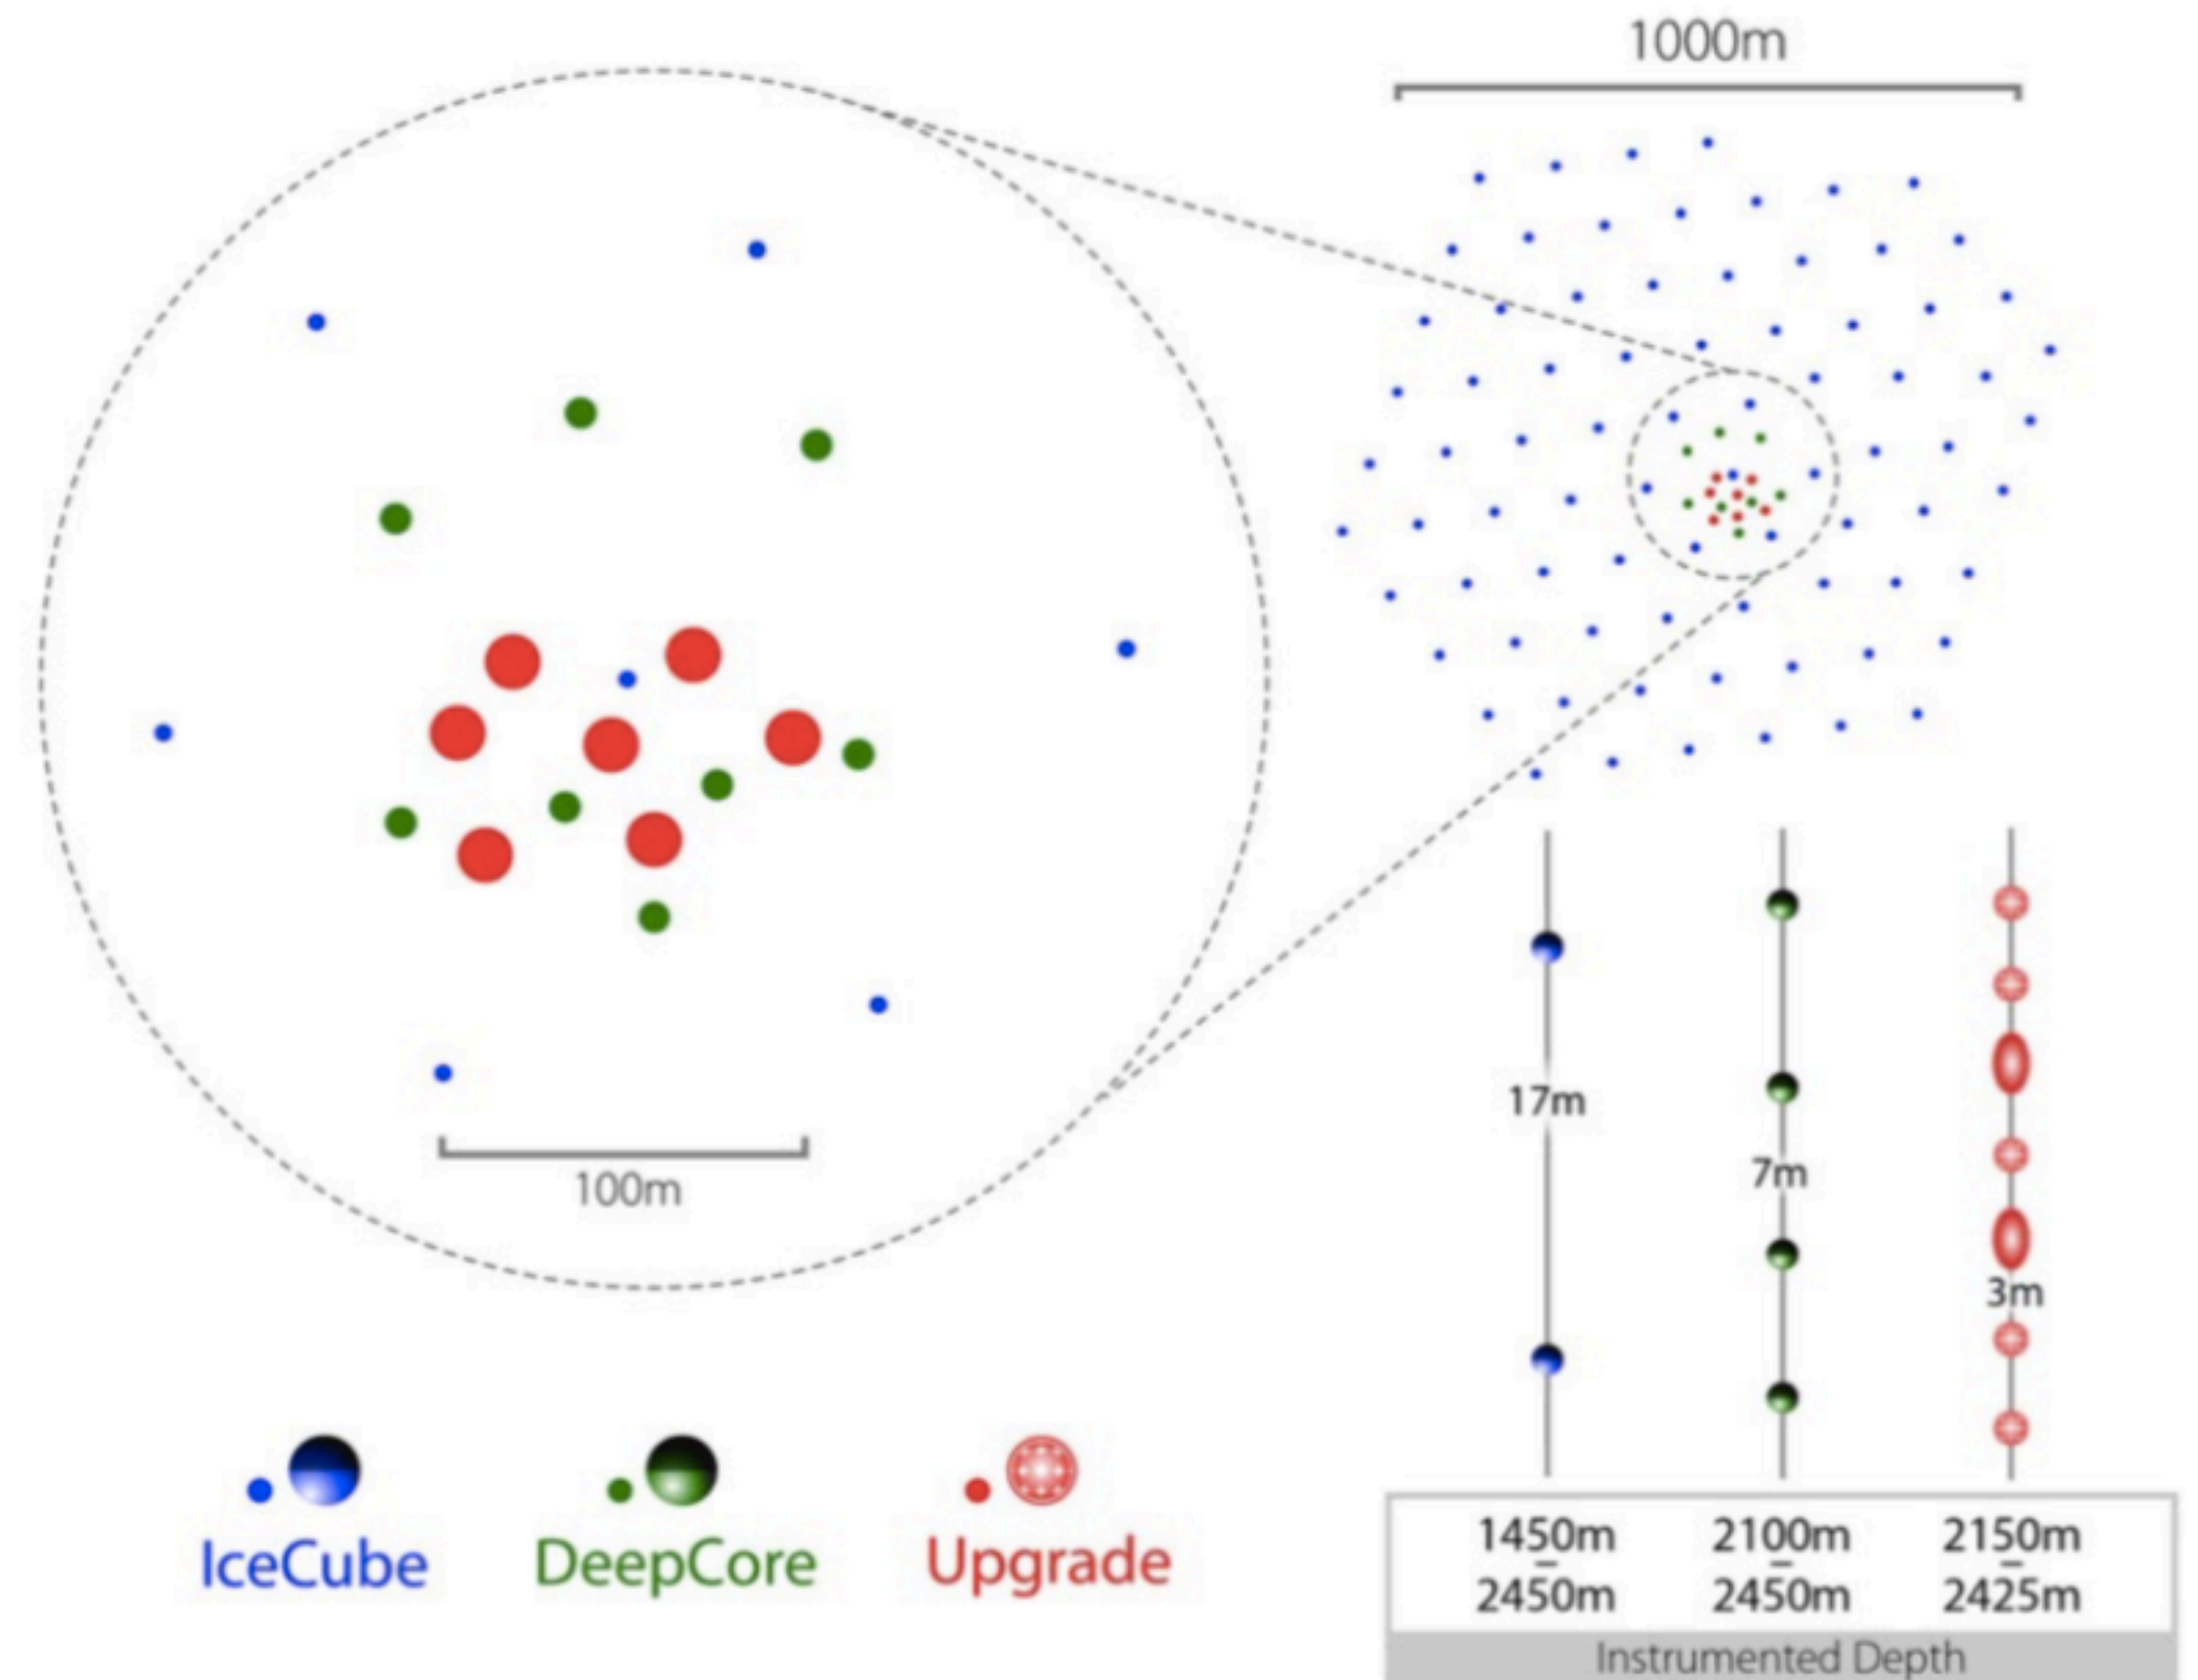 1000m
100m
17m
7m
3m
IceCube
DeepCore
Upgrade
1450m
–
2450m
2100m
–
2450m
2150m
–
2425m
Instrumented Depth